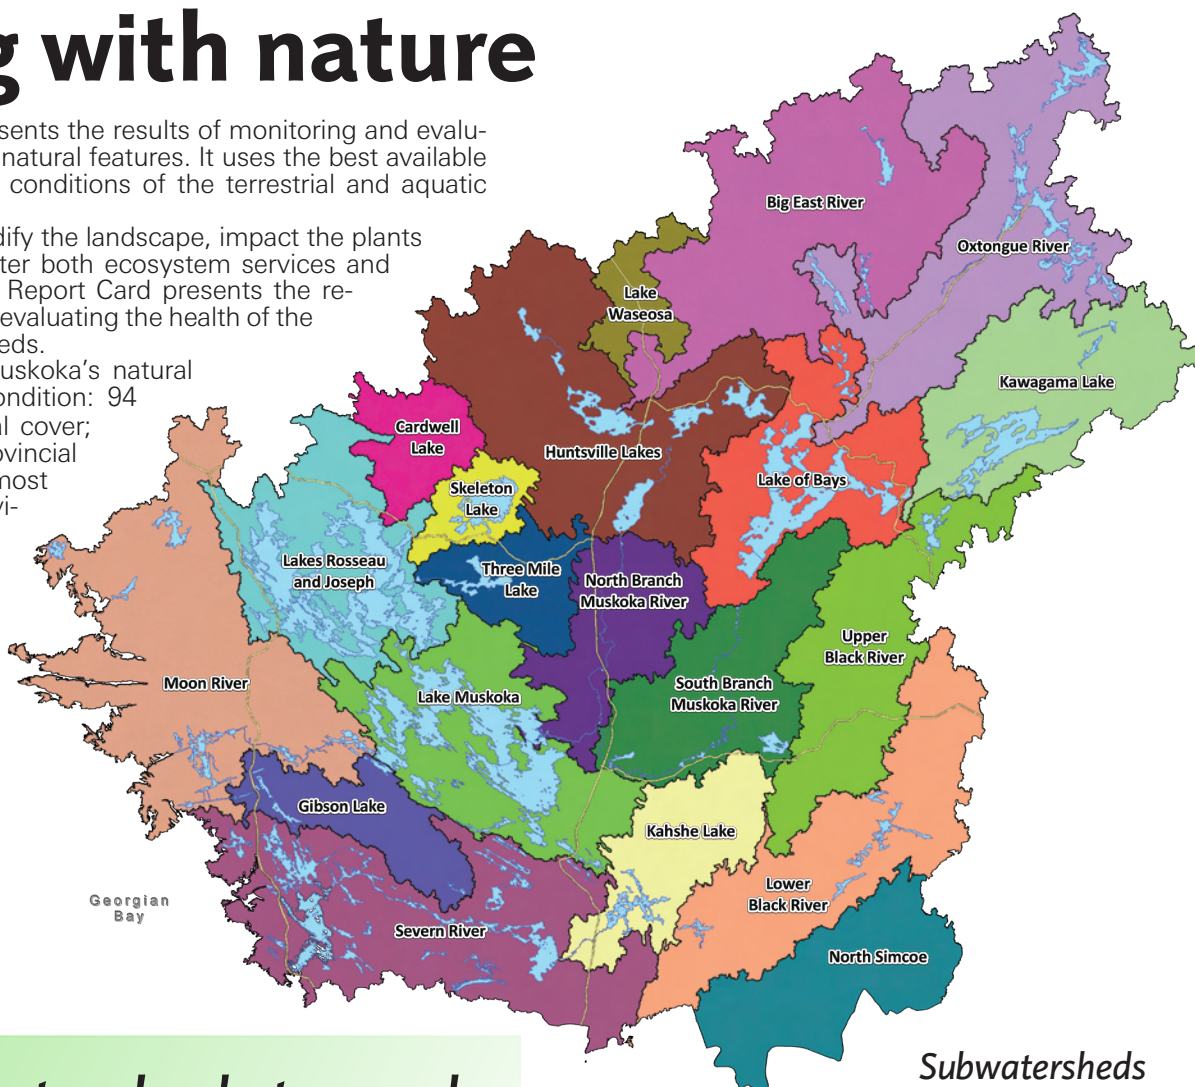 g with nature
sents the results of monitoring and evalu-
natural features. It uses the best available
conditions of the terrestrial and aquatic
dify the landscape, impact the plants
ter both ecosystem services and
Report Card presents the re-
evaluating the health of the
eds.
uskoka's natural
ondition: 94
al cover;
ovincial
most
vi-
Big East River
Oxtongue River
Lake
Waseosa
Kawagama Lake
Cardwell
Lake
Huntsville Lakes
Lake of Bays
Skeleton
Lake
Lakes Rosseau
and Joseph
Three Mile
Lake
North Branch
Muskoka River
Upper
Black River
Moon River
Lake Muskoka
South Branch
Muskoka River
Gibson Lake
Kahshe Lake
Lower
Black River
Georgian
Bay
Severn River
North Simcoe
Subwatersheds